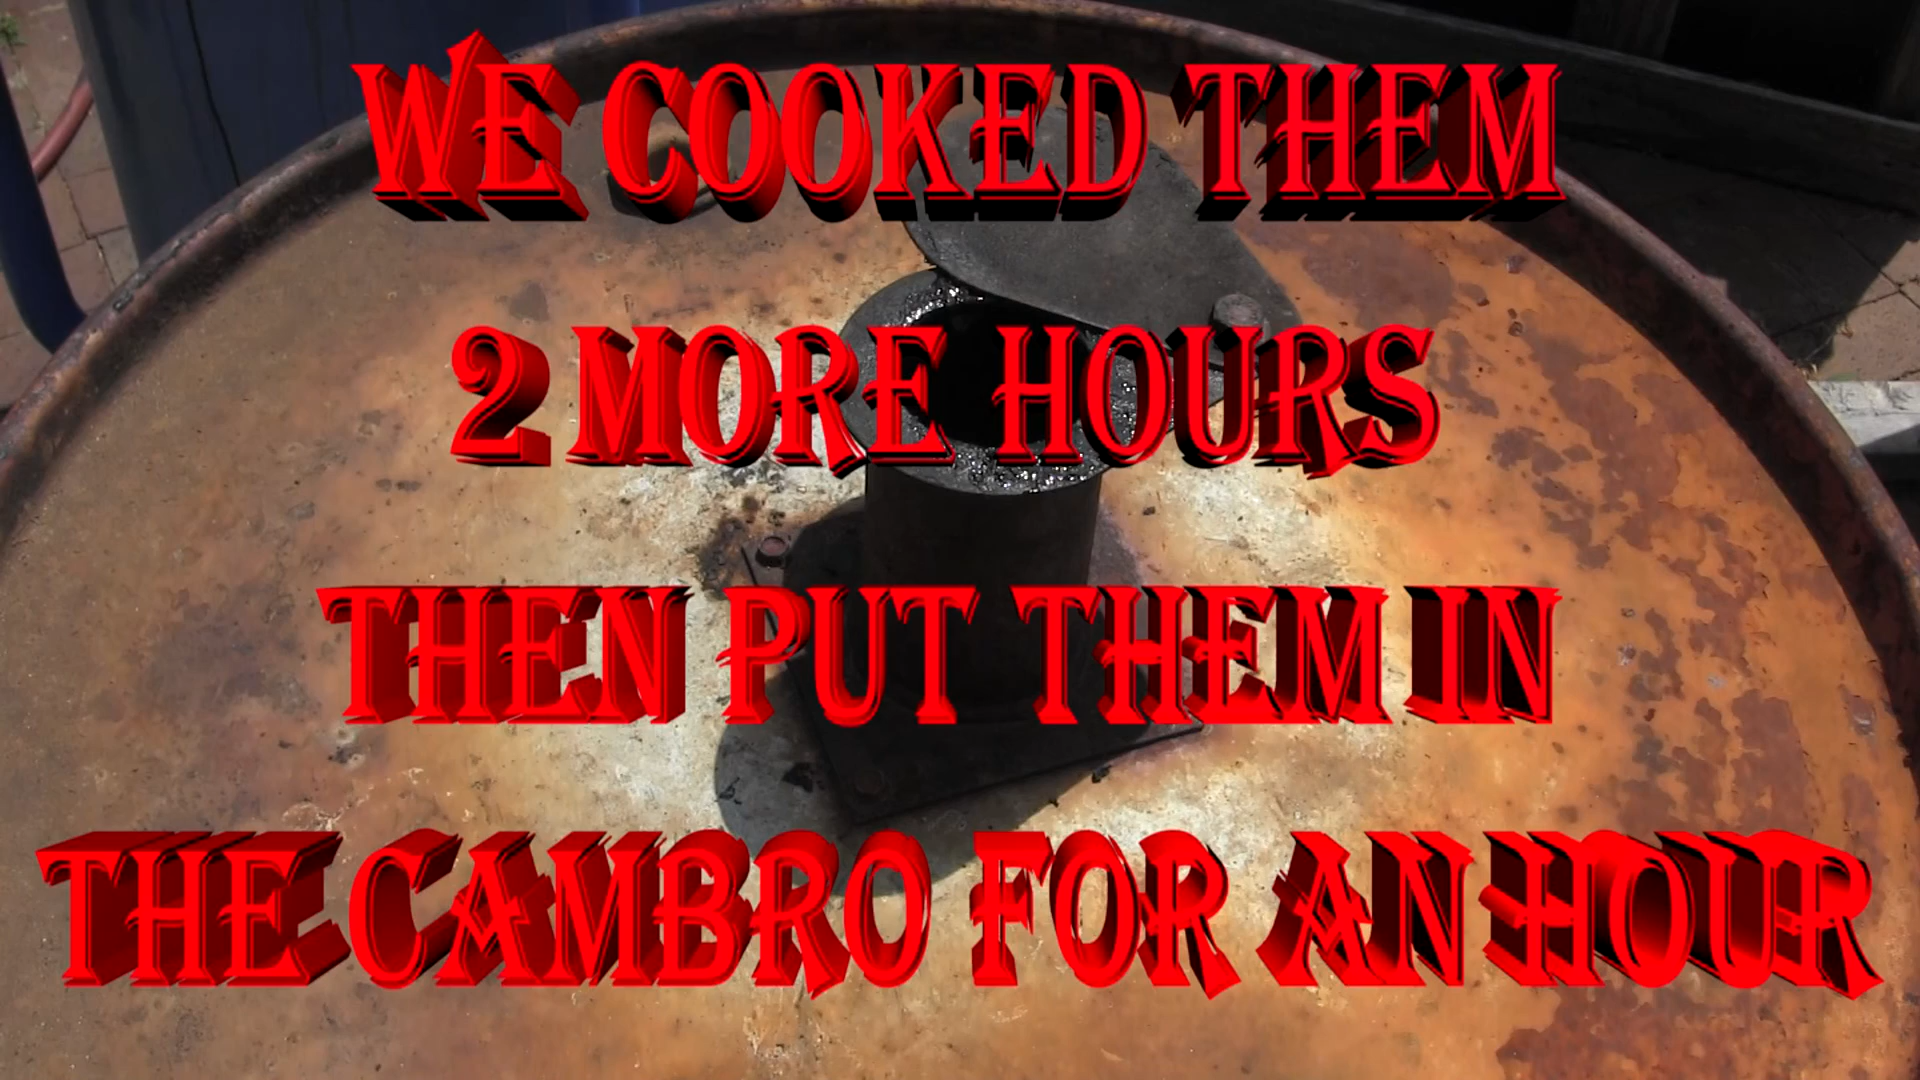 WE COOKED THEM
2 MORE HOURS
THEN PUT THEM IN
THE CAMBRO FOR AN HOUR